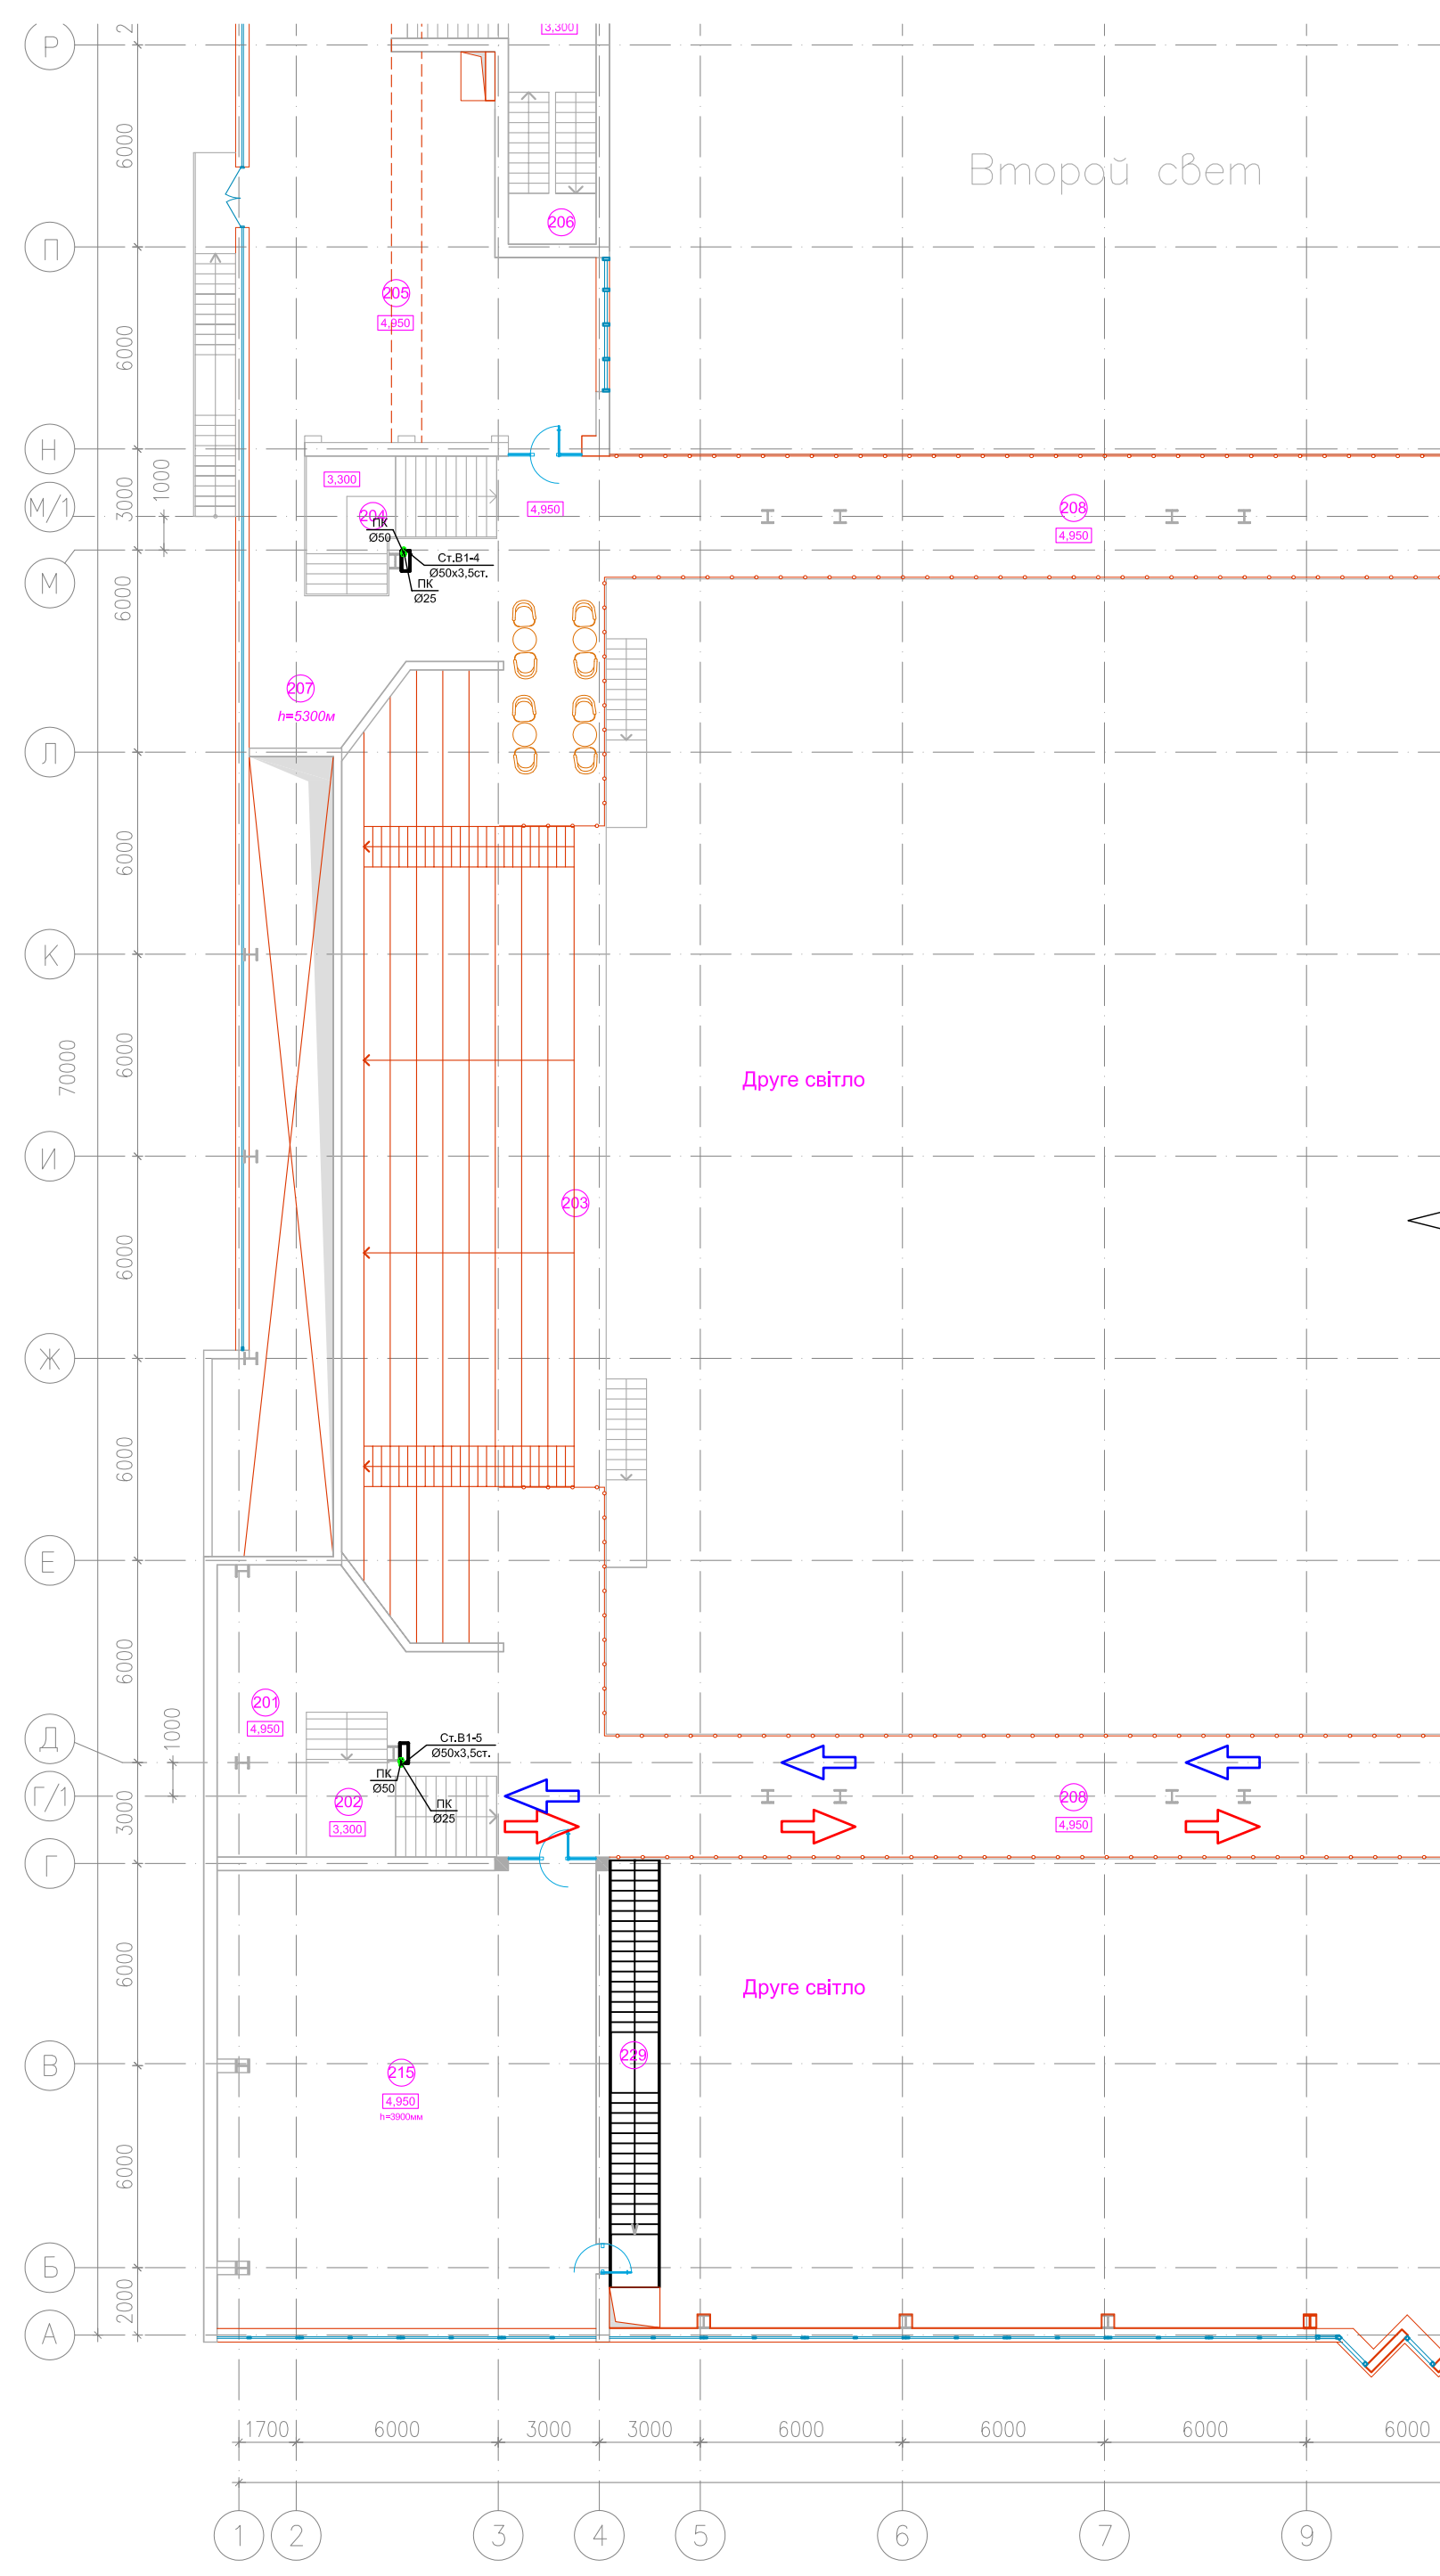 2
3,300
Р
6000
Второй свет
206
П
205
4,950
6000
Н
1000
3,300
М/1
3000
204
4,950
208
ПК
Ø50
4,950
Ст.В1-4
Ø50х3,5ст.
М
ПК
Ø25
6000
207
h=5300м
Л
6000
К
6000
70000
Друге світло
И
203
6000
Ж
6000
Е
6000
201
4,950
1000
Д
Ст.В1-5
Ø50х3,5ст.
ПК
Ø50
Г/1
3000
202
3,300
ПК
Ø25
208
4,950
Г
6000
Друге світло
229
В
215
4,950
h=3900мм
6000
Б
2000
А
1700
6000
3000
3000
6000
6000
6000
6000
1
2
3
4
5
6
7
9